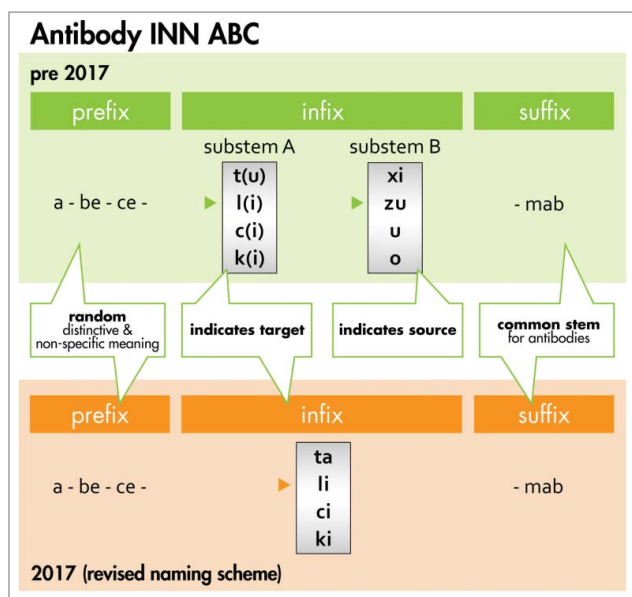 Antibody INN ABC
pre 2017
prefix infix suffix
substem A substem B
t(u) xi
a - be - ce - l(i) zu - mab
c(i) u
k(i) o
random
distinctive &
non-specific meaning
indicates target
indicates source
common stem
for antibodies
prefix infix suffix
ta
a - be - ce - li - mab
ci
ki
2017 (revised naming scheme)